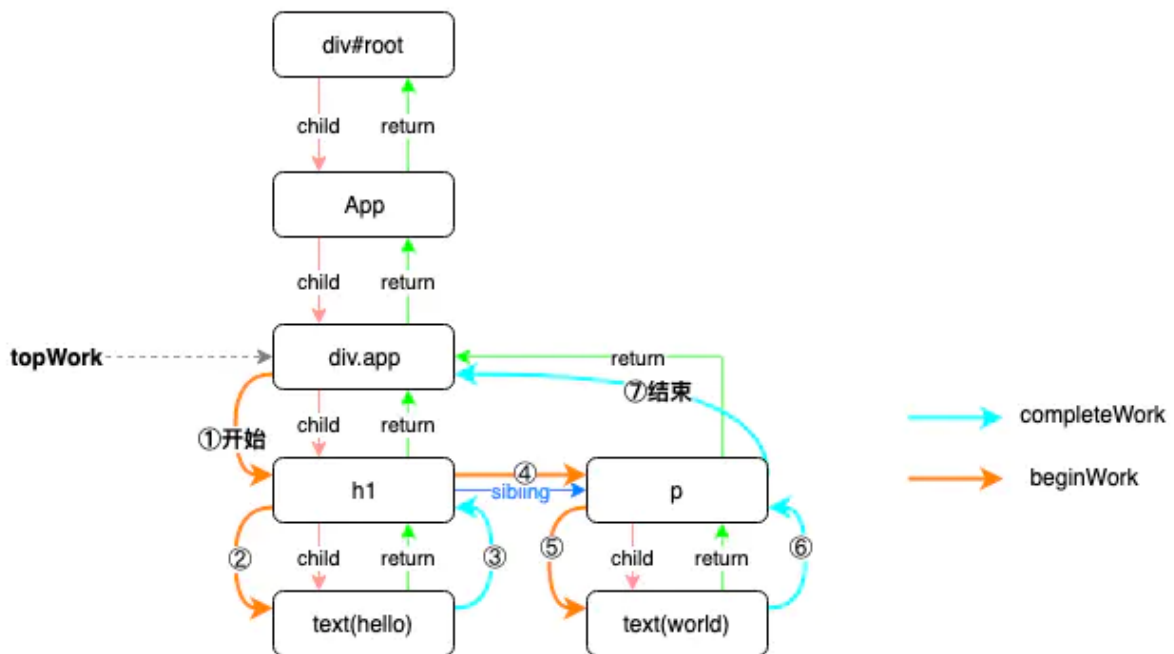 div#root
child
return
App
child
return
topWork
div.app
return
⑦结束
①开始
child
return
completeWork
④
h1
sibling
p
beginWork
②
child
return
③
⑤
child
return
⑥
text(hello)
text(world)